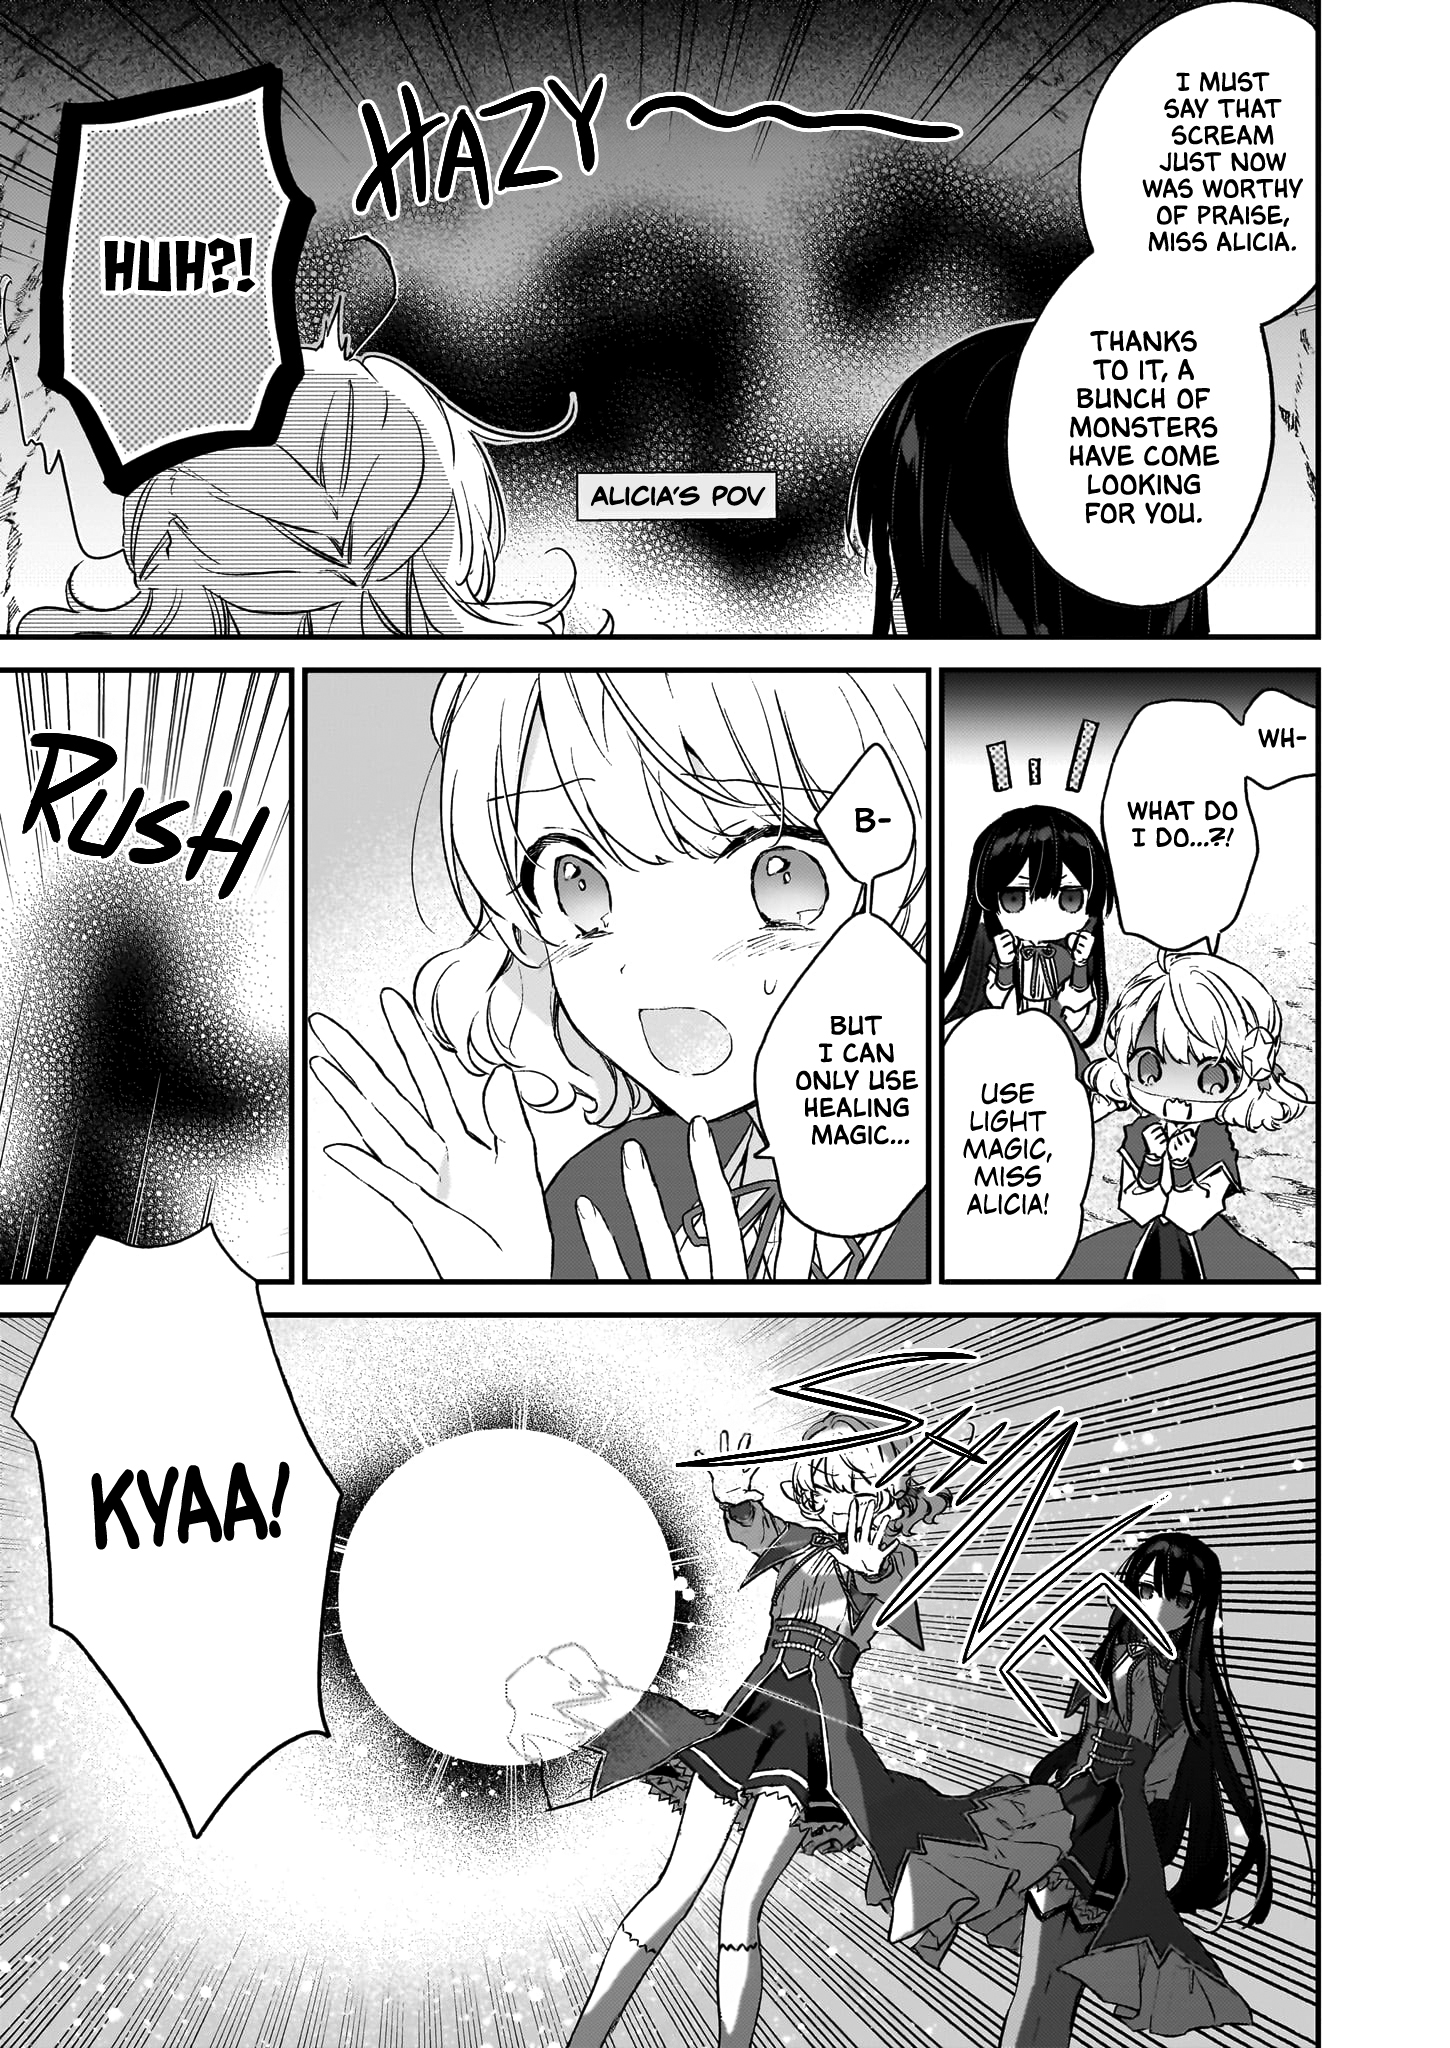 I MUST
SAY THAT
SCREAM
JUST NOW
WAS WORTHY
OF PRAISE,
MISS ALICIA.
THANKS
TO IT, A
BUNCH OF
MONSTERS
HAVE COME
LOOKING
FOR YOU.
HAZY
HUH?!
ALICIA'S POV
WH-
WHAT DO
I DO...?!
USE
LIGHT
MAGIC,
MISS
ALICIA!
B-
BUT
I CAN
ONLY USE
HEALING
MAGIC...
RUSH
KYAA!